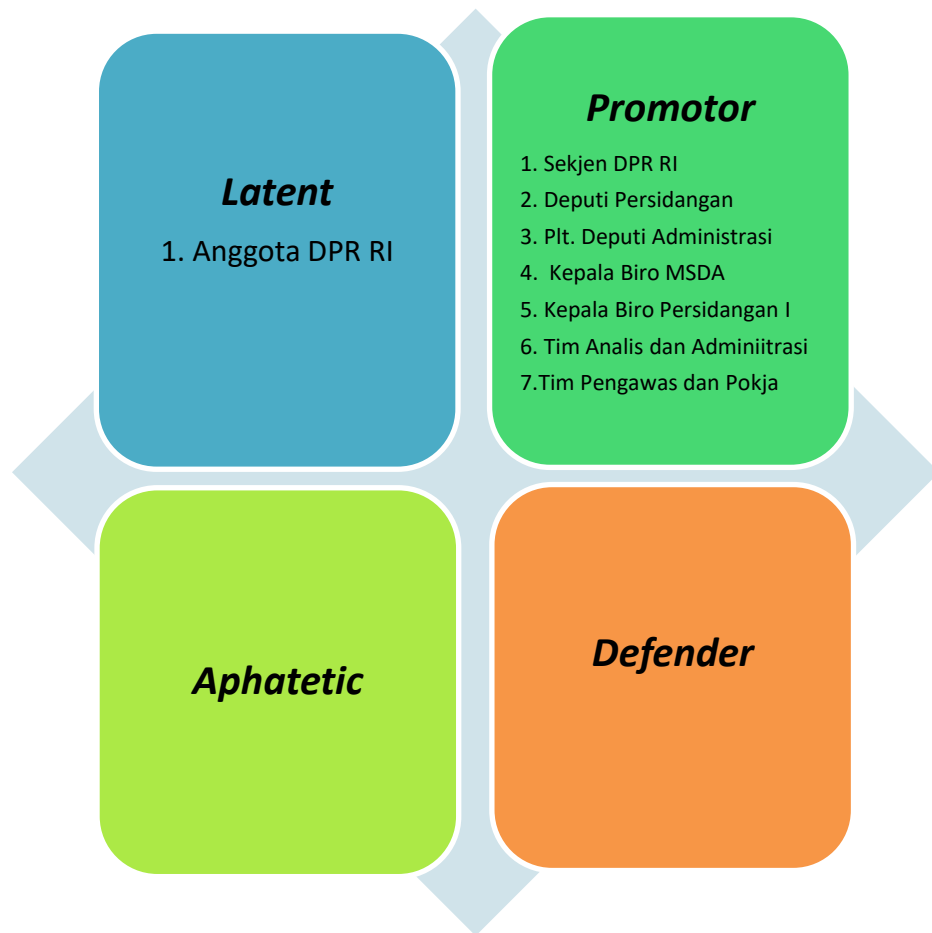 Latent
1. Anggota DPR RI
Promotor
1. Sekjen DPR RI
2. Deputi Persidangan
3. Plt. Deputi Administrasi
4.  Kepala Biro MSDA
5. Kepala Biro Persidangan I
6. Tim Analis dan Adminiitrasi
7.Tim Pengawas dan Pokja
Aphatetic
Defender